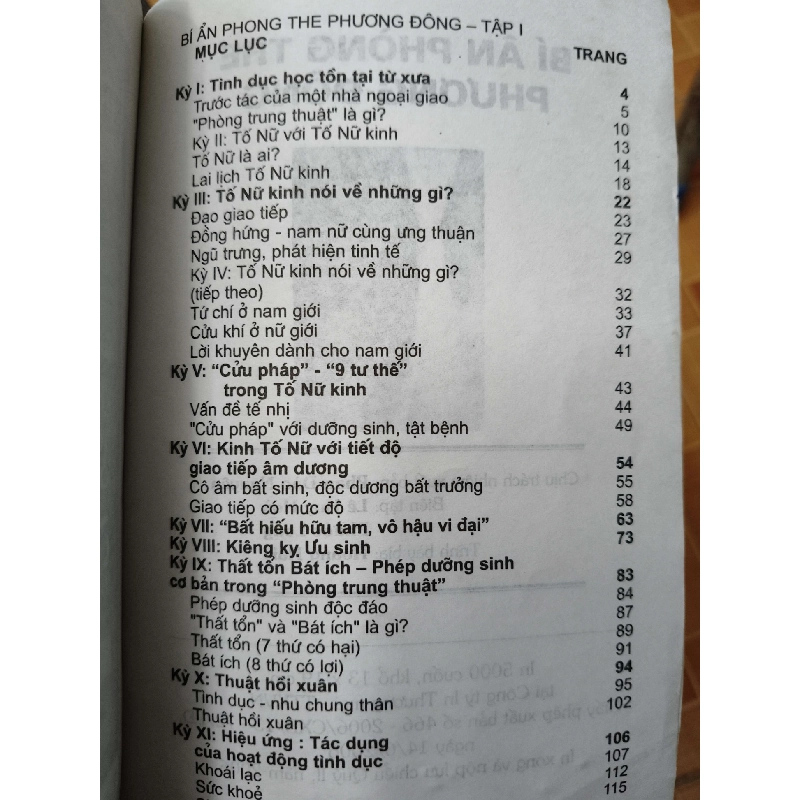 BÍ ẨN PHONG THE PHƯƠNG ĐÔNG – TẬP I
MỤC LỤC TRANG
Kỳ I: Tình dục học tồn tại từ xưa 4
Trước tác của một nhà ngoại giao 5
"Phòng trung thuật" là gì? 10
Kỳ II: Tố Nữ với Tố Nữ kinh 13
Tố Nữ là ai? 14
Lai lịch Tố Nữ kinh 18
Kỳ III: Tố Nữ kinh nói về những gì? 22
Đạo giao tiếp 23
Đồng hứng - nam nữ cùng ưng thuận 27
Ngũ trưng, phát hiện tinh tế 29
Kỳ IV: Tố Nữ kinh nói về những gì?
(tiếp theo) 32
Tứ chí ở nam giới 33
Cửu khí ở nữ giới 37
Lời khuyên dành cho nam giới 41
Kỳ V: “Cửu pháp” - “9 tư thế”
trong Tố Nữ kinh 43
Vấn đề tế nhị 44
"Cửu pháp" với dưỡng sinh, tật bệnh 49
Kỳ VI: Kinh Tố Nữ với tiết độ
giao tiếp âm dương 54
Cô âm bất sinh, độc dương bất trưởng 55
Giao tiếp có mức độ 58
Kỳ VII: “Bất hiếu hữu tam, vô hậu vi đại” 63
Kỳ VIII: Kiêng kỵ Ưu sinh 73
Kỳ IX: Thất tổn Bát ích – Phép dưỡng sinh
cơ bản trong “Phòng trung thuật” 83
Phép dưỡng sinh độc đáo 84
"Thất tổn" và "Bát ích" là gì? 87
Thất tổn (7 thứ có hại) 89
Bát ích (8 thứ có lợi) 91
Kỳ X: Thuật hồi xuân 94
Tình dục - nhu chung thân 95
Thuật hồi xuân 102
Kỳ XI: Hiệu ứng : Tác dụng
của hoạt động tình dục 106
Khoái lạc 107
Sức khoẻ 112
115